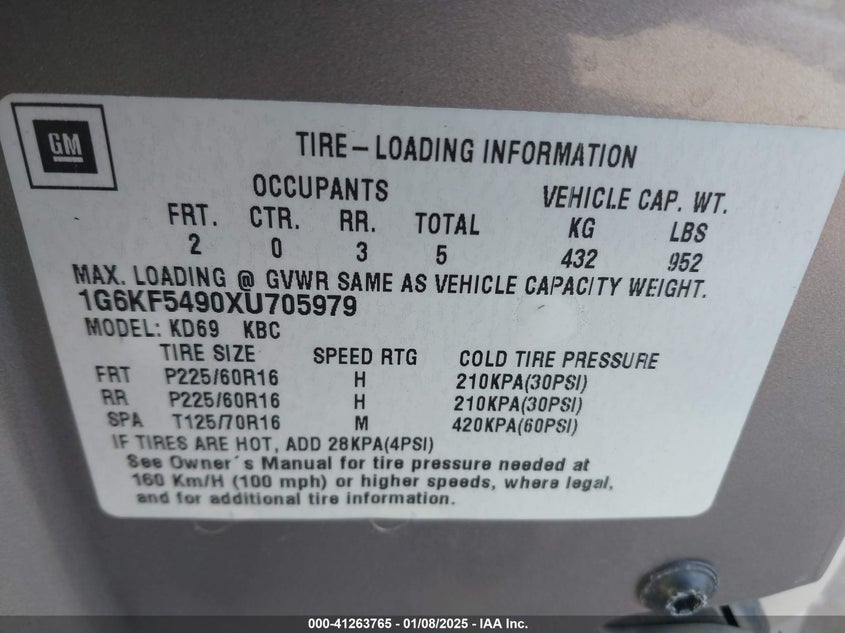 GM
TIRE-LOADING INFORMATION
OCCUPANTS VEHICLE CAP. WT.
FRT. CTR. RR. TOTAL KG LBS
2 0 3 5 432 952
MAX. LOADING @ GVWR SAME AS VEHICLE CAPACITY WEIGHT.
1G6KF5490XU705979
MODEL: KD69 KBC
TIRE SIZE SPEED RTG COLD TIRE PRESSURE
FRT P225/60R16 H 210KPA(30PSI)
RR P225/60R16 H 210KPA(30PSI)
SPA T125/70R16 M 420KPA(60PSI)
IF TIRES ARE HOT, ADD 28KPA(4PSI)
See Owner´s Manual for tire pressure needed at
160 Km/H (100 mph) or higher speeds, where legal,
and for additional tire information.
000-41263765 - 01/08/2025 - IAA Inc.